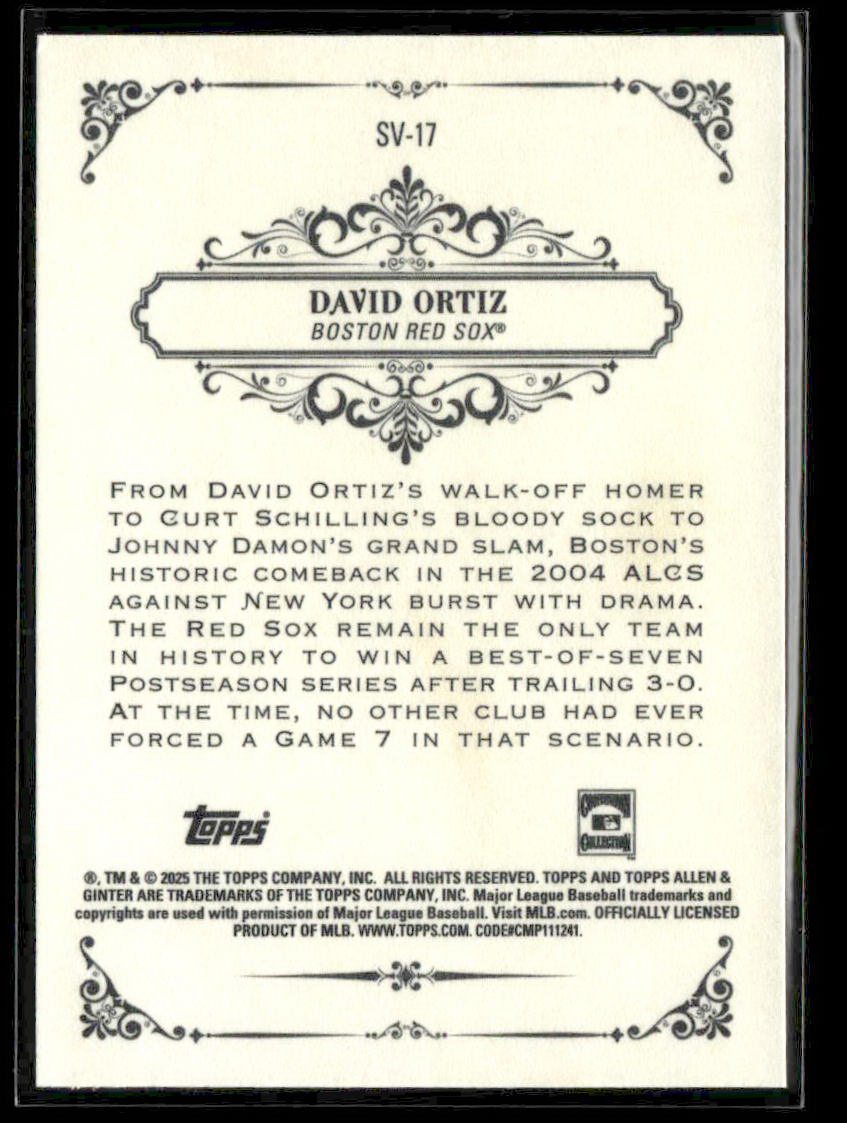 SV-17
DAVID ORTIZ
BOSTON RED SOX®
FROM DAVID ORTIZ'S WALK-OFF HOMER
TO CURT SCHILLING'S BLOODY SOCK TO
JOHNNY DAMON'S GRAND SLAM, BOSTON'S
HISTORIC COMEBACK IN THE 2004 ALCS
AGAINST NEW YORK BURST WITH DRAMA.
THE RED SOX REMAIN THE ONLY TEAM
IN HISTORY TO WIN A BEST-OF-SEVEN
POSTSEASON SERIES AFTER TRAILING 3-0.
AT THE TIME, NO OTHER CLUB HAD EVER
FORCED A GAME 7 IN THAT SCENARIO.
topps
COOPERSTOWN
COLLECTION
™
®, TM & © 2025 THE TOPPS COMPANY, INC. ALL RIGHTS RESERVED. TOPPS AND TOPPS ALLEN &
GINTER ARE TRADEMARKS OF THE TOPPS COMPANY, INC. Major League Baseball trademarks and
copyrights are used with permission of Major League Baseball. Visit MLB.com. OFFICIALLY LICENSED
PRODUCT OF MLB. WWW.TOPPS.COM. CODE#CMP111241.